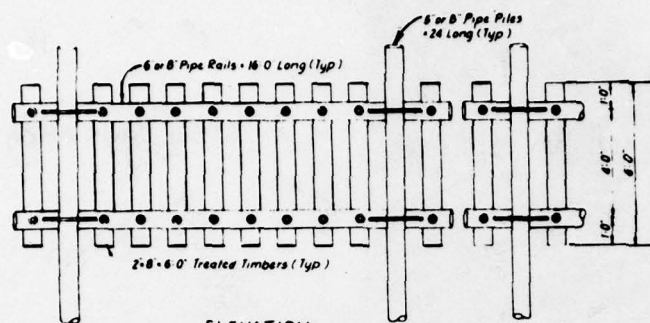 6" or 8" Pipe Piles
× 24' Long (Typ)
6" or 8" Pipe Rails × 16'-0" Long (Typ)
1'-0"
4'-0"
6'-0"
1'-0"
2"×8"×6'-0" Treated Timbers (Typ)
ELEVATION